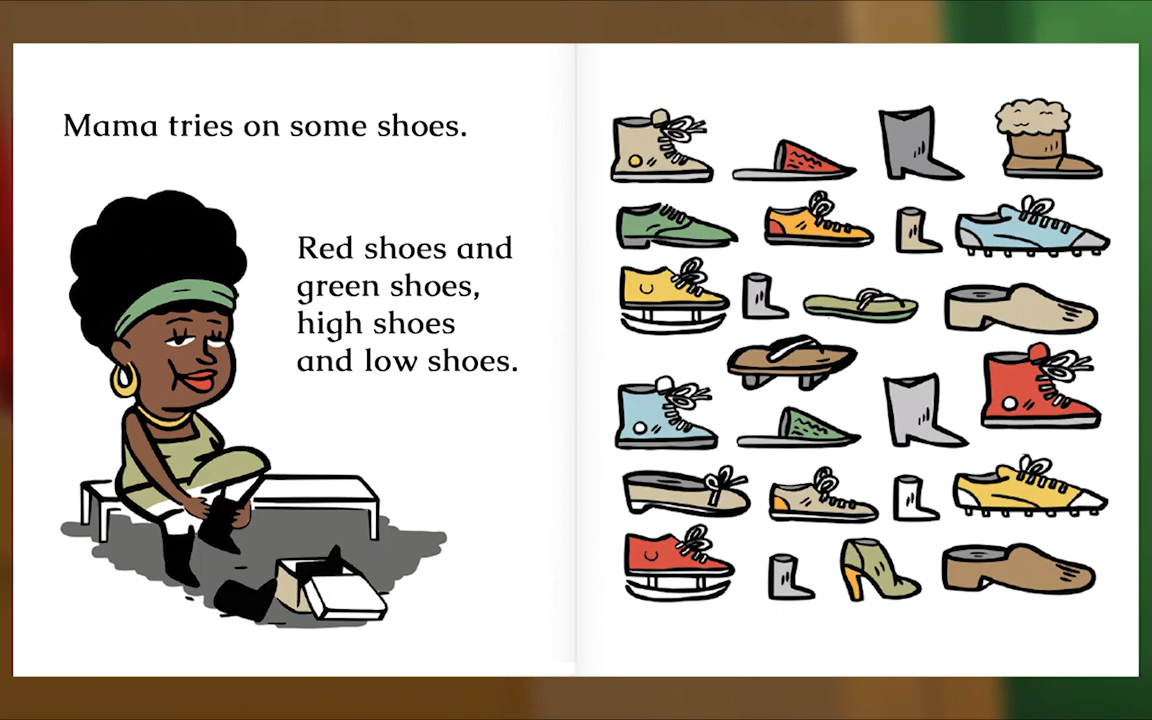 Mama tries on some shoes.
Red shoes and
green shoes,
high shoes
and low shoes.